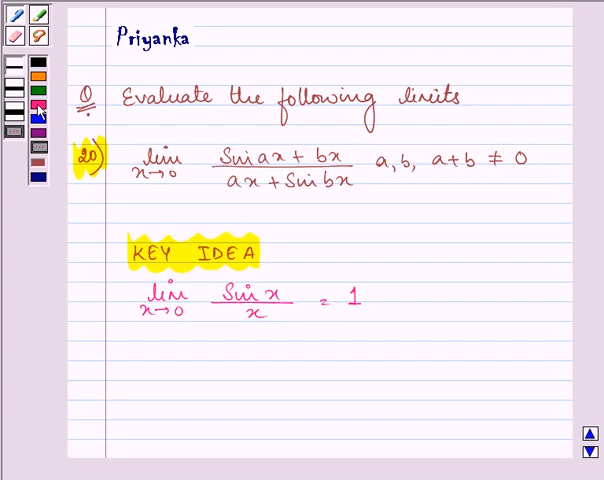 Priyanka
Q Evaluate the following limits
20) lim x→0 (Sin ax + bx)/(ax + Sin bx) a, b, a+b ≠ 0
KEY IDEA
lim x→0 Sin x/x = 1